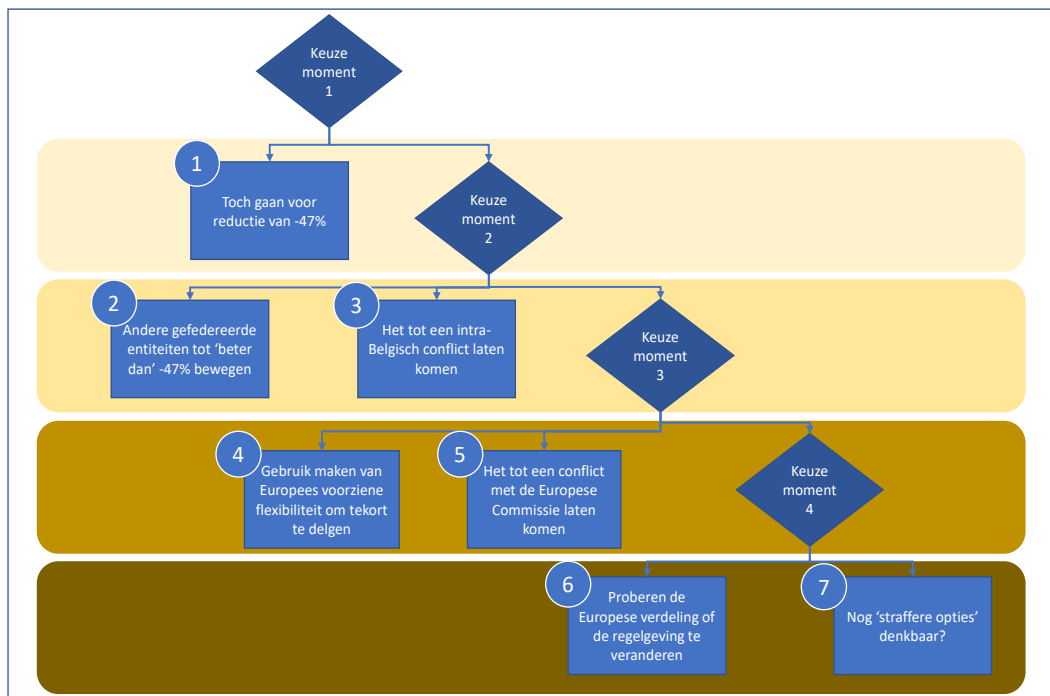 Keuze
moment
1
1
Toch gaan voor
reductie van -47%
Keuze
moment
2
2
Andere gefedereerde
entiteiten tot ‘beter
dan’ -47% bewegen
3
Het tot een intra-
Belgisch conflict laten
komen
Keuze
moment
3
4
Gebruik maken van
Europees voorziene
flexibiliteit om tekort
te delgen
5
Het tot een conflict
met de Europese
Commissie laten
komen
Keuze
moment
4
6
Proberen de
Europese verdeling of
de regelgeving te
veranderen
7
Nog ‘straffere opties’
denkbaar?